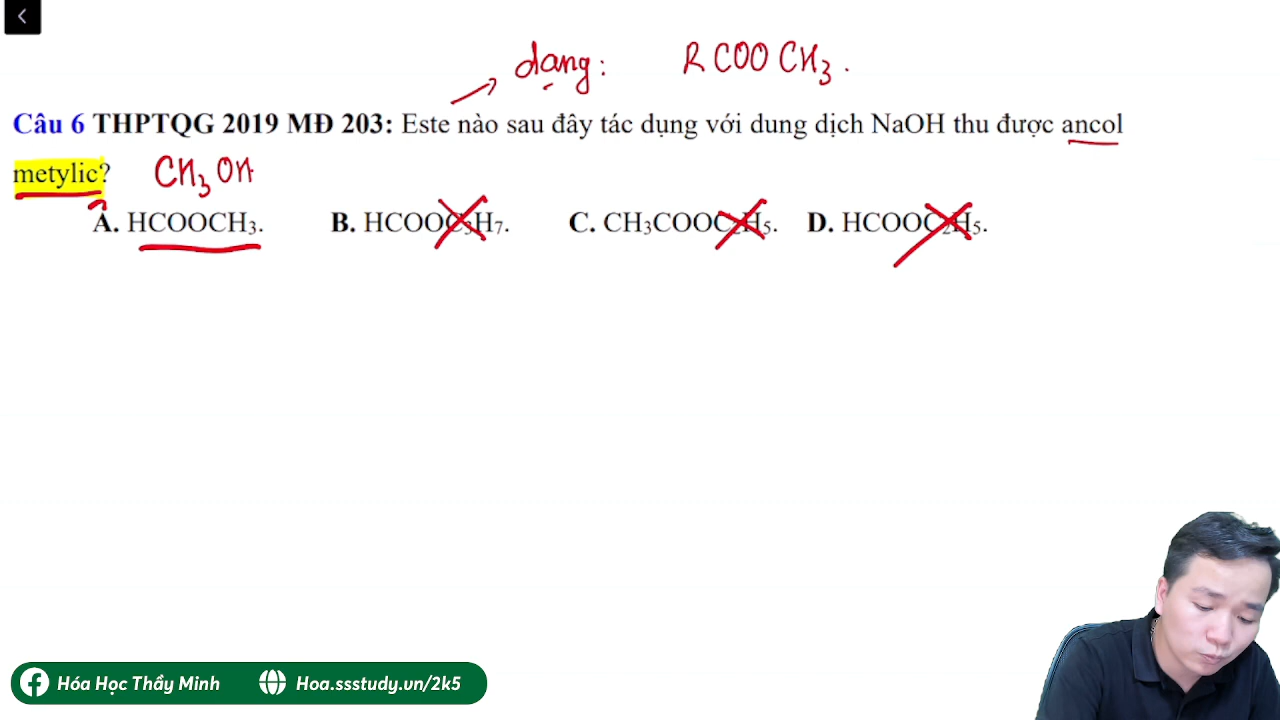 dạng: RCOOCH3.
Câu 6 THPTQG 2019 MĐ 203: Este nào sau đây tác dụng với dung dịch NaOH thu được ancol
metylic? CH3OH
A. HCOOCH3. B. HCOOC3H7. C. CH3COOC2H5. D. HCOOC2H5.
Hóa Học Thầy Minh Hoa.ssstudy.vn/2k5